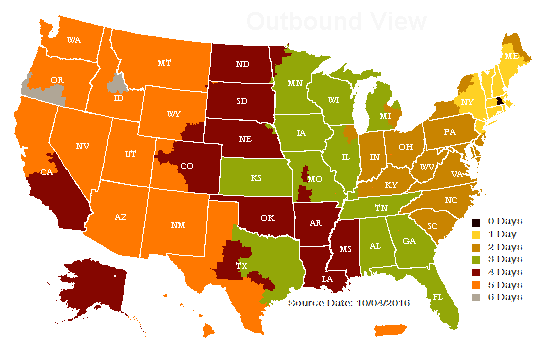 Outbound View
WA
MT
ND
MN
ME
OR
ID
SD
WI
MI
NY
WY
IA
PA
NE
NV
UT
IL
IN
OH
CO
WV
VA
CA
KS
MO
KY
NC
AZ
NM
OK
AR
TN
SC
MS
AL
GA
TX
LA
FL
0 Days
1 Day
2 Days
3 Days
4 Days
5 Days
6 Days
Source Date: 10/04/2016